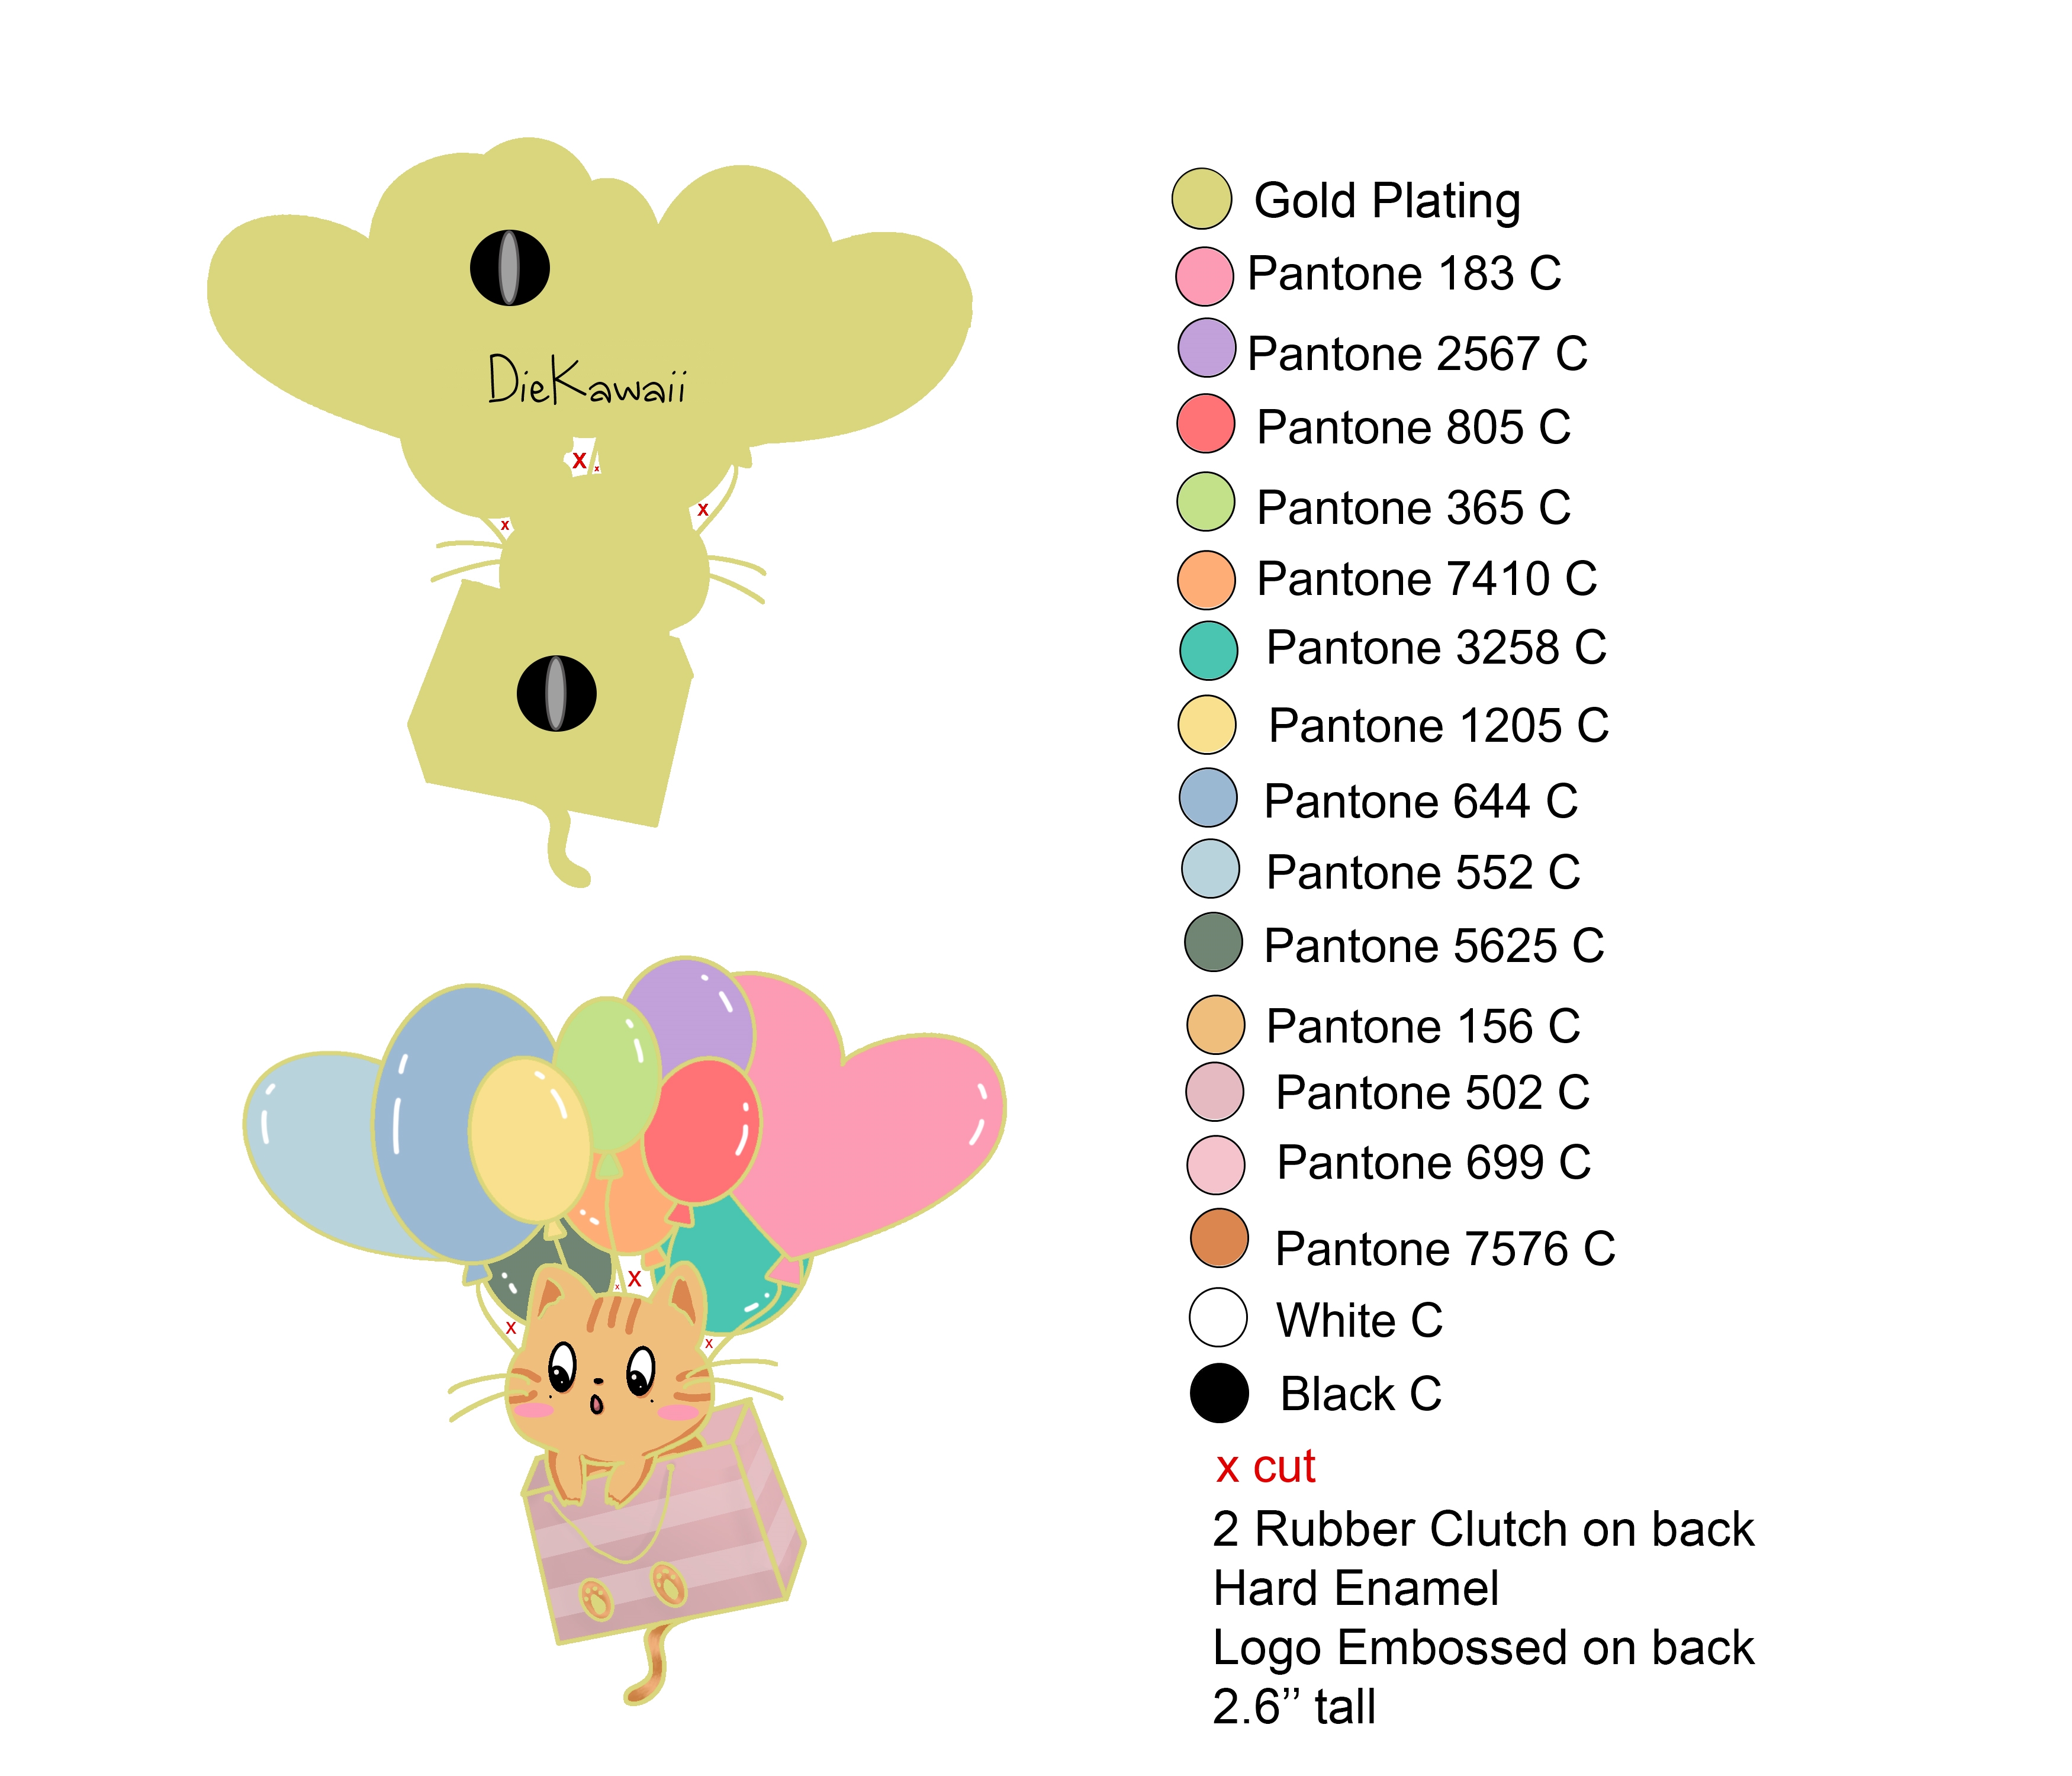 DieKawaii
x
x
x
x
x
x
x
x
Gold Plating
Pantone 183 C
Pantone 2567 C
Pantone 805 C
Pantone 365 C
Pantone 7410 C
Pantone 3258 C
Pantone 1205 C
Pantone 644 C
Pantone 552 C
Pantone 5625 C
Pantone 156 C
Pantone 502 C
Pantone 699 C
Pantone 7576 C
White C
Black C
x cut
2 Rubber Clutch on back
Hard Enamel
Logo Embossed on back
2.6’’ tall